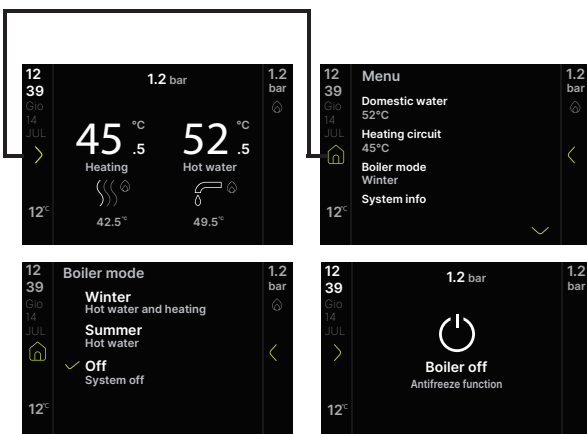 12
39
Gio
14
JUL
12°C
1.2 bar
45.5 °C
52.5 °C
Heating
Hot water
42.5°C
49.5°C
1.2
bar
12
39
Gio
14
JUL
12°C
Menu
Domestic water
52°C
Heating circuit
45°C
Boiler mode
Winter
System info
1.2
bar
12
39
Gio
14
JUL
12°C
Boiler mode
Winter
Hot water and heating
Summer
Hot water
Off
System off
1.2
bar
12
39
Gio
14
JUL
12°C
1.2 bar
Boiler off
Antifreeze function
1.2
bar